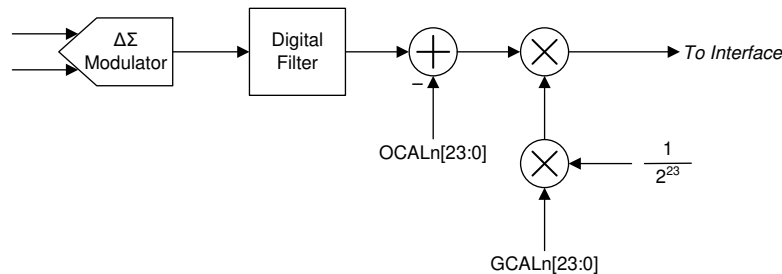 ΔΣ
Modulator
Digital
Filter
To Interface
–
OCALn[23:0]
1
2²³
GCALn[23:0]